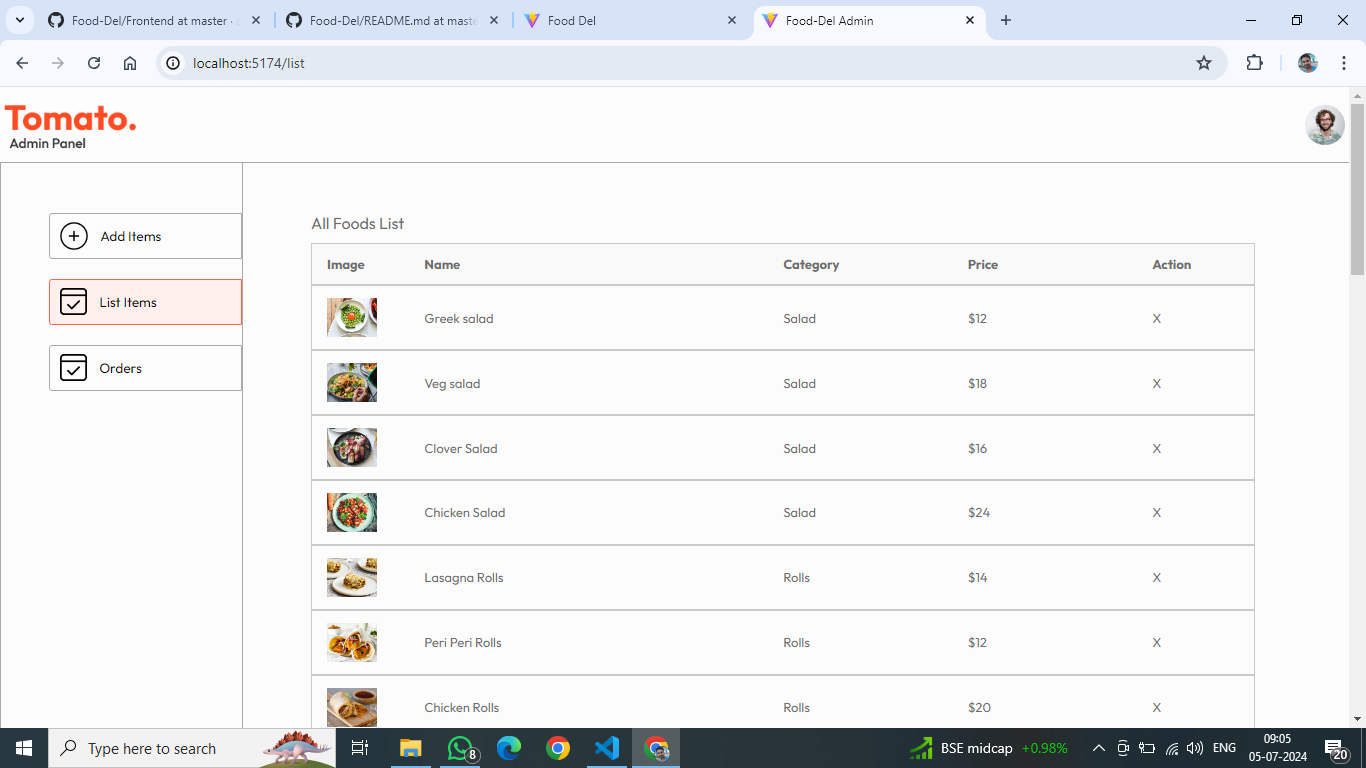 Food-Del/Frontend at master ·
Food-Del/README.md at maste
Food Del
Food-Del Admin
localhost:5174/list
Tomato.
Admin Panel
Add Items
List Items
Orders
All Foods List
Image Name Category Price Action
Greek salad Salad $12 X
Veg salad Salad $18 X
Clover Salad Salad $16 X
Chicken Salad Salad $24 X
Lasagna Rolls Rolls $14 X
Peri Peri Rolls Rolls $12 X
Chicken Rolls Rolls $20 X
Type here to search
8
BSE midcap +0.98%
ENG
09:05
05-07-2024
20